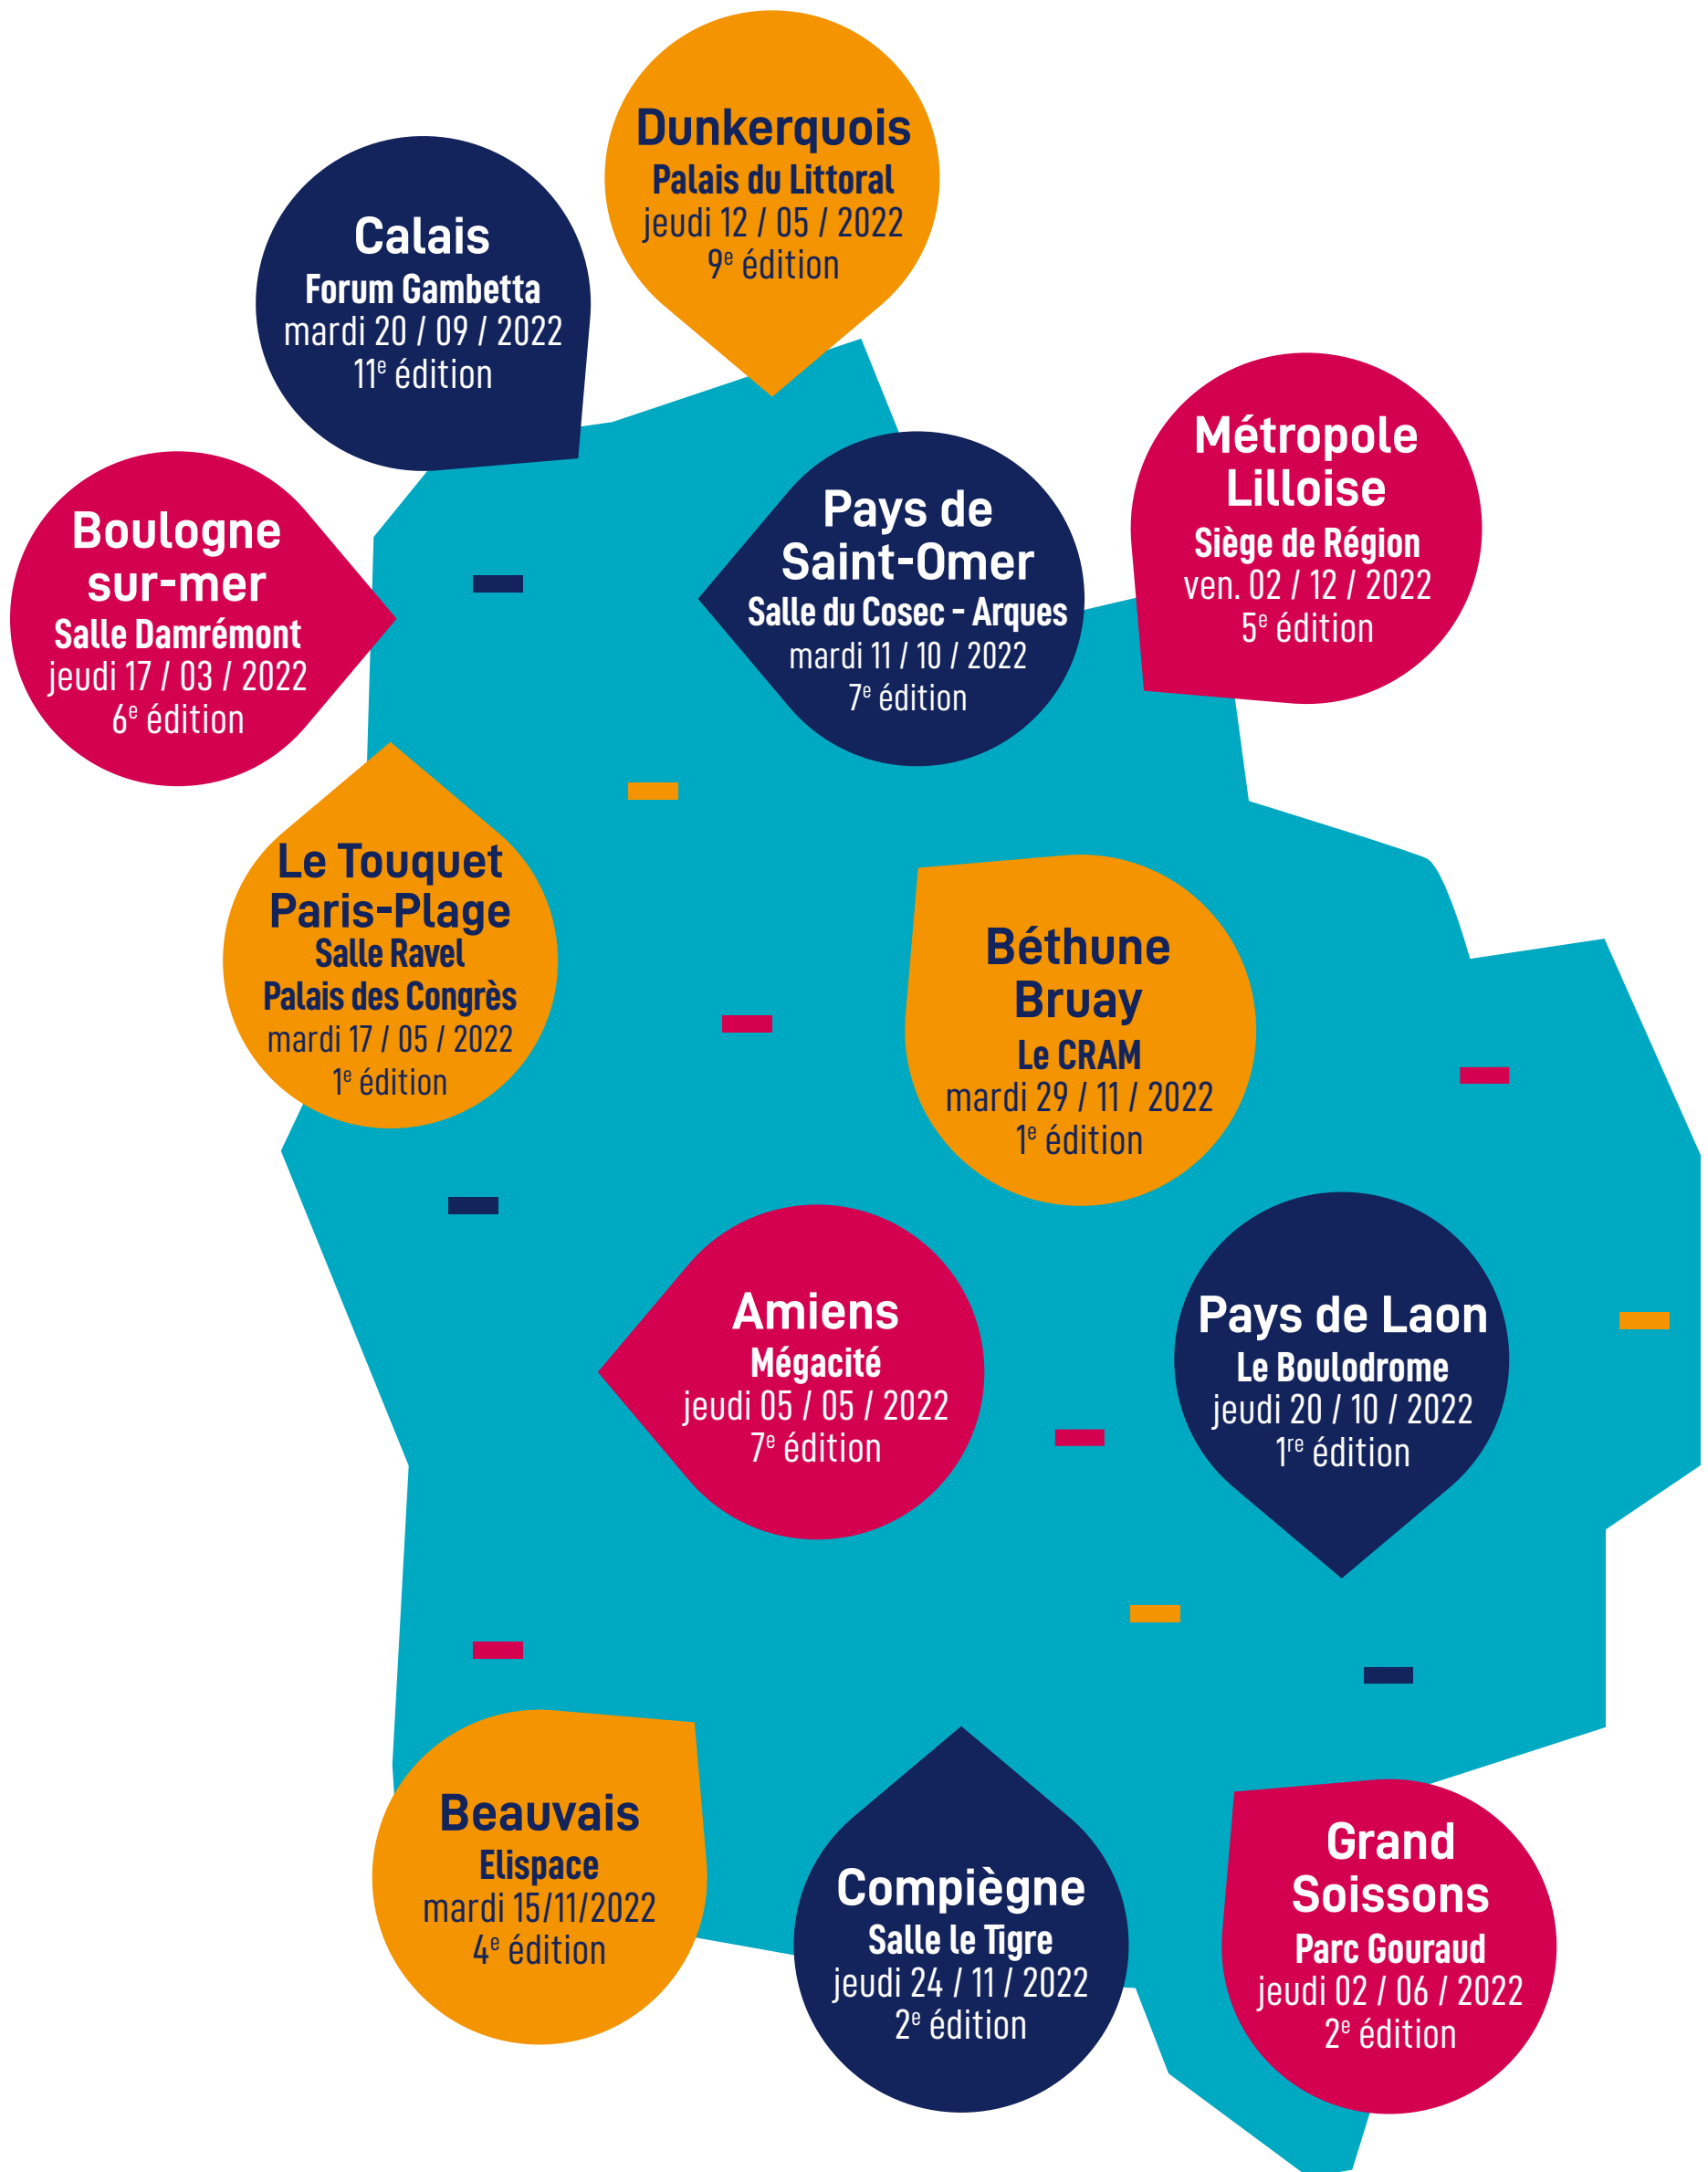 Dunkerquois
Palais du Littoral
jeudi 12 / 05 / 2022
9e édition
Calais
Forum Gambetta
mardi 20 / 09 / 2022
11e édition
Métropole
Lilloise
Siège de Région
ven. 02 / 12 / 2022
5e édition
Boulogne
sur-mer
Salle Damrémont
jeudi 17 / 03 / 2022
6e édition
Pays de
Saint-Omer
Salle du Cosec - Arques
mardi 11 / 10 / 2022
7e édition
Le Touquet
Paris-Plage
Salle Ravel
Palais des Congrès
mardi 17 / 05 / 2022
1e édition
Béthune
Bruay
Le CRAM
mardi 29 / 11 / 2022
1e édition
Amiens
Mégacité
jeudi 05 / 05 / 2022
7e édition
Pays de Laon
Le Boulodrome
jeudi 20 / 10 / 2022
1re édition
Beauvais
Elispace
mardi 15/11/2022
4e édition
Compiègne
Salle le Tigre
jeudi 24 / 11 / 2022
2e édition
Grand
Soissons
Parc Gouraud
jeudi 02 / 06 / 2022
2e édition